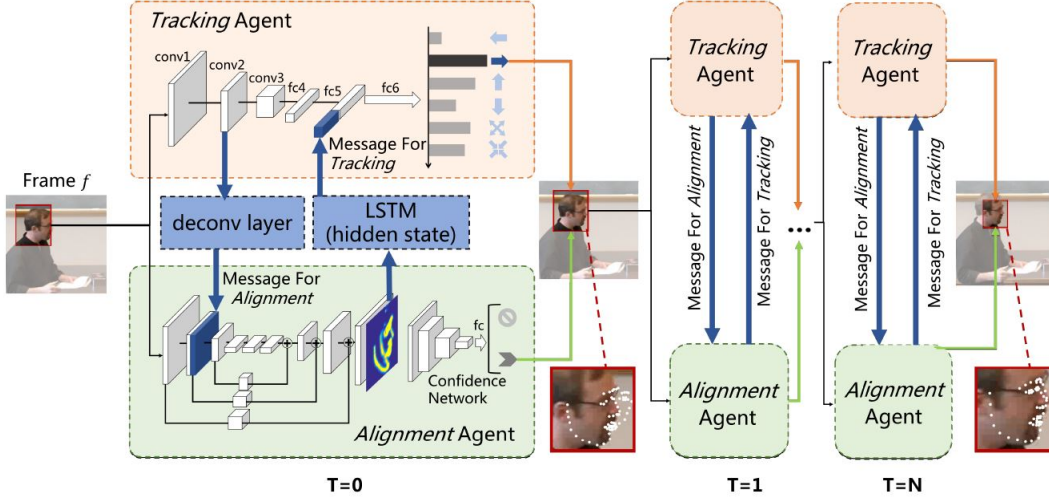 Tracking Agent
conv1
conv2
conv3
fc4
fc5
fc6
Message For
Tracking
Frame f
deconv layer
LSTM
(hidden state)
Message For
Alignment
fc
Confidence
Network
Alignment Agent
T=0
Tracking
Agent
Message For Alignment
Message For Tracking
Alignment
Agent
T=1
...
Tracking
Agent
Message For Alignment
Message For Tracking
Alignment
Agent
T=N